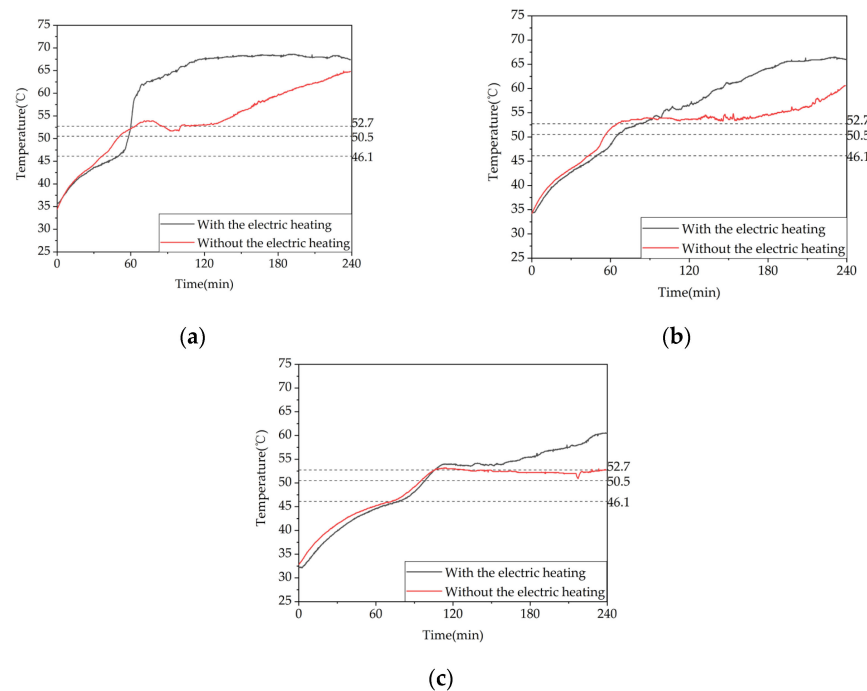 75
70
65
60
55
50
45
40
35
30
25
Temperature(℃)
52.7
50.5
46.1
With the electric heating
Without the electric heating
0 60 120 180 240
Time(min)
(a)
75
70
65
60
55
50
45
40
35
30
25
Temperature(℃)
52.7
50.5
46.1
With the electric heating
Without the electric heating
0 60 120 180 240
Time(min)
(b)
75
70
65
60
55
50
45
40
35
30
25
Temperature(℃)
52.7
50.5
46.1
With the electric heating
Without the electric heating
0 60 120 180 240
Time(min)
(c)